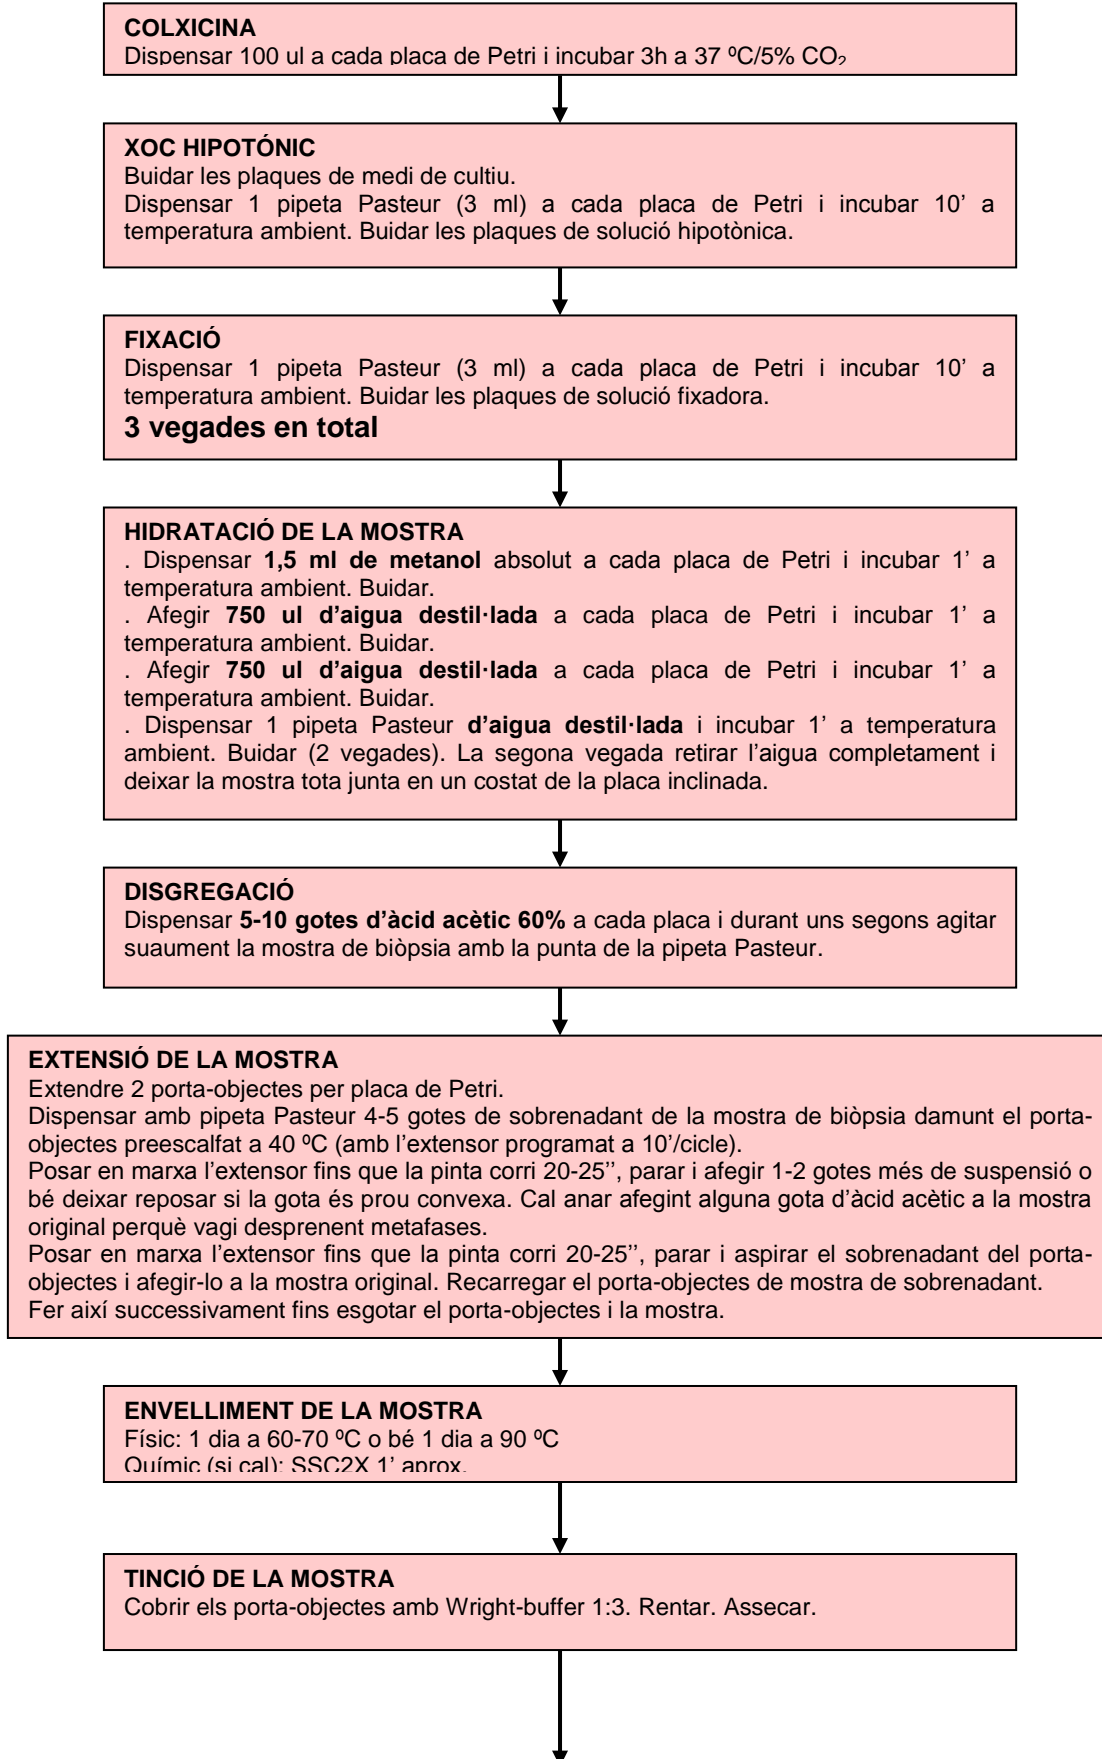 COLXICINA
Dispensar 100 ul a cada placa de Petri i incubar 3h a 37 ºC/5% CO₂
XOC HIPOTÓNIC
Buidar les plaques de medi de cultiu.
Dispensar 1 pipeta Pasteur (3 ml) a cada placa de Petri i incubar 10’ a
temperatura ambient. Buidar les plaques de solució hipotònica.
FIXACIÓ
Dispensar 1 pipeta Pasteur (3 ml) a cada placa de Petri i incubar 10’ a
temperatura ambient. Buidar les plaques de solució fixadora.
3 vegades en total
HIDRATACIÓ DE LA MOSTRA
. Dispensar 1,5 ml de metanol absolut a cada placa de Petri i incubar 1’ a
temperatura ambient. Buidar.
. Afegir 750 ul d’aigua destil·lada a cada placa de Petri i incubar 1’ a
temperatura ambient. Buidar.
. Afegir 750 ul d’aigua destil·lada a cada placa de Petri i incubar 1’ a
temperatura ambient. Buidar.
. Dispensar 1 pipeta Pasteur d’aigua destil·lada i incubar 1’ a temperatura
ambient. Buidar (2 vegades). La segona vegada retirar l’aigua completament i
deixar la mostra tota junta en un costat de la placa inclinada.
DISGREGACIÓ
Dispensar 5-10 gotes d’àcid acètic 60% a cada placa i durant uns segons agitar
suaument la mostra de biòpsia amb la punta de la pipeta Pasteur.
EXTENSIÓ DE LA MOSTRA
Extendre 2 porta-objectes per placa de Petri.
Dispensar amb pipeta Pasteur 4-5 gotes de sobrenadant de la mostra de biòpsia damunt el porta-
objectes preescalfat a 40 ºC (amb l’extensor programat a 10’/cicle).
Posar en marxa l’extensor fins que la pinta corri 20-25’’, parar i afegir 1-2 gotes més de suspensió o
bé deixar reposar si la gota és prou convexa. Cal anar afegint alguna gota d’àcid acètic a la mostra
original perquè vagi desprenent metafases.
Posar en marxa l’extensor fins que la pinta corri 20-25’’, parar i aspirar el sobrenadant del porta-
objectes i afegir-lo a la mostra original. Recarregar el porta-objectes de mostra de sobrenadant.
Fer així successivament fins esgotar el porta-objectes i la mostra.
ENVELLIMENT DE LA MOSTRA
Físic: 1 dia a 60-70 ºC o bé 1 dia a 90 ºC
Químic (si cal): SSC2X 1’ aprox.
TINCIÓ DE LA MOSTRA
Cobrir els porta-objectes amb Wright-buffer 1:3. Rentar. Assecar.